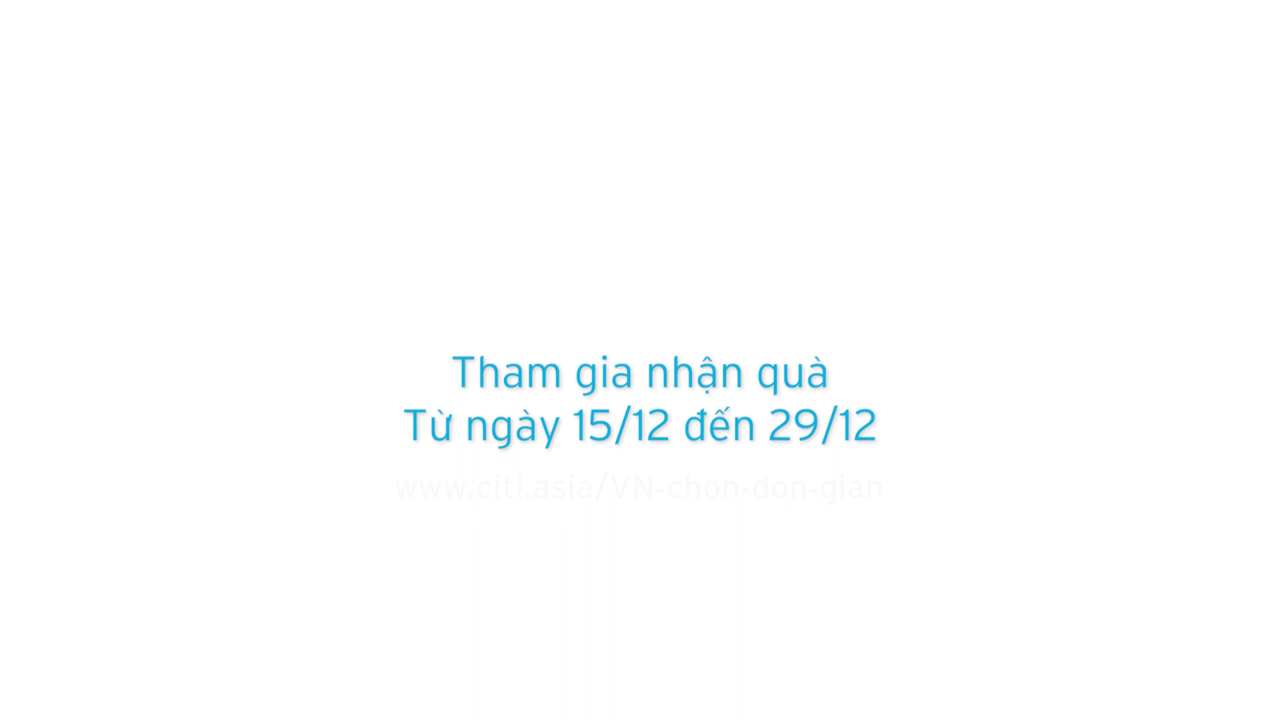 Tham gia nhận quà
Từ ngày 15/12 đến 29/12
www.citi.asia/VN-chon-don-gian